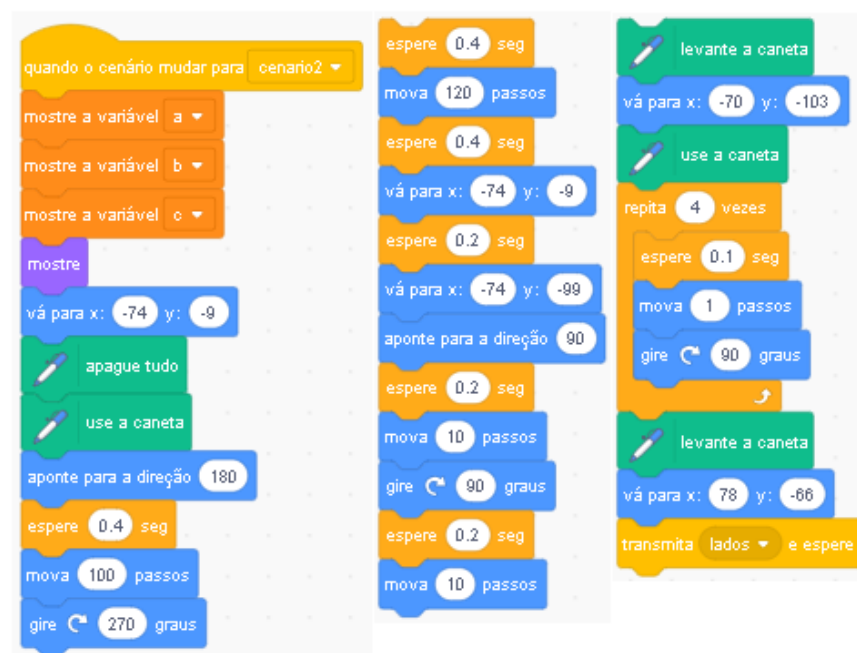 quando o cenário mudar para cenario2
mostre a variável a
mostre a variável b
mostre a variável c
mostre
vá para x: -74 y: -9
apague tudo
use a caneta
aponte para a direção 180
espere 0.4 seg
mova 100 passos
gire 270 graus
espere 0.4 seg
mova 120 passos
espere 0.4 seg
vá para x: -74 y: -9
espere 0.2 seg
vá para x: -74 y: -99
aponte para a direção 90
espere 0.2 seg
mova 10 passos
gire 90 graus
espere 0.2 seg
mova 10 passos
levante a caneta
vá para x: -70 y: -103
use a caneta
repita 4 vezes
espere 0.1 seg
mova 1 passos
gire 90 graus
levante a caneta
vá para x: 78 y: -66
transmita lados e espere